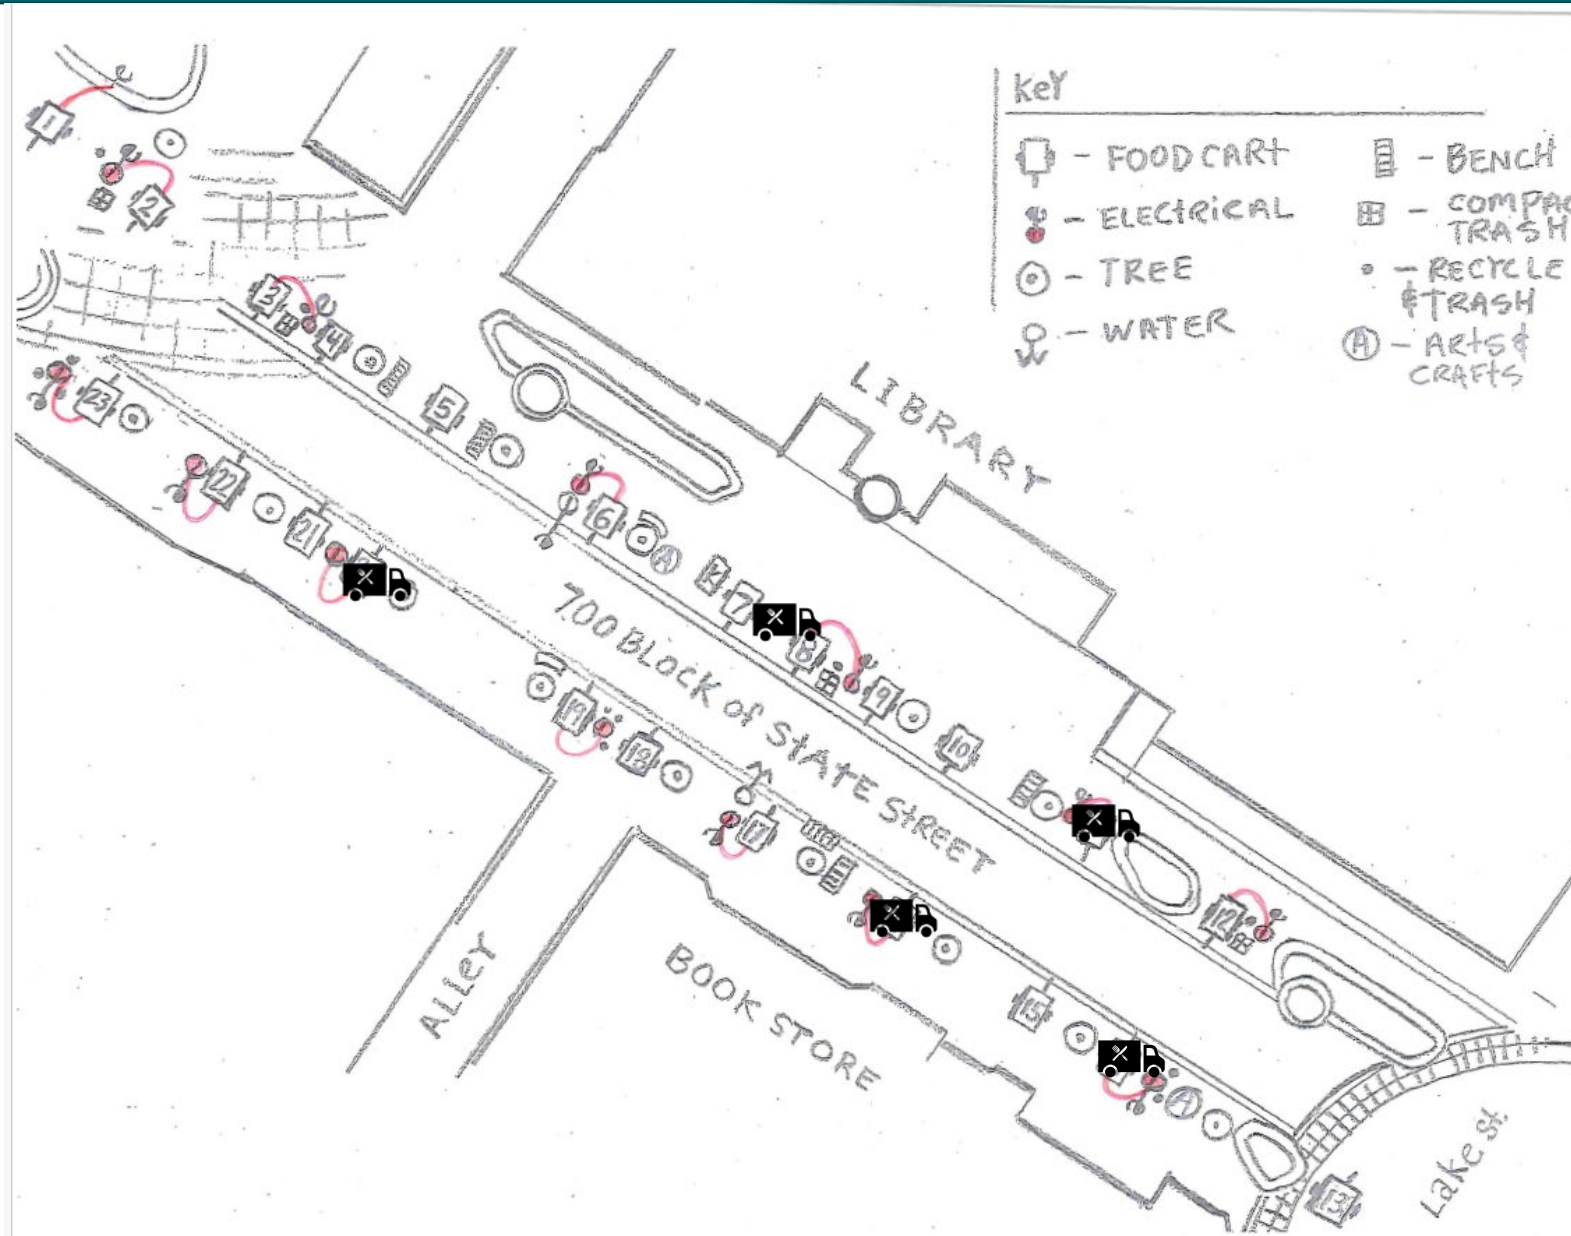 KEY
- FOOD CART
- ELECTRICAL
- TREE
- WATER
- BENCH
- COMPAC
TRASH
- RECYCLE
& TRASH
A - ARTS &
CRAFTS
1
2
3
4
5
6
A
K
7
8
9
10
12
13
15
A
17
18
19
21
22
23
LIBRARY
700 BLOCK of STATE STREET
ALLEY
BOOK STORE
Lake St.